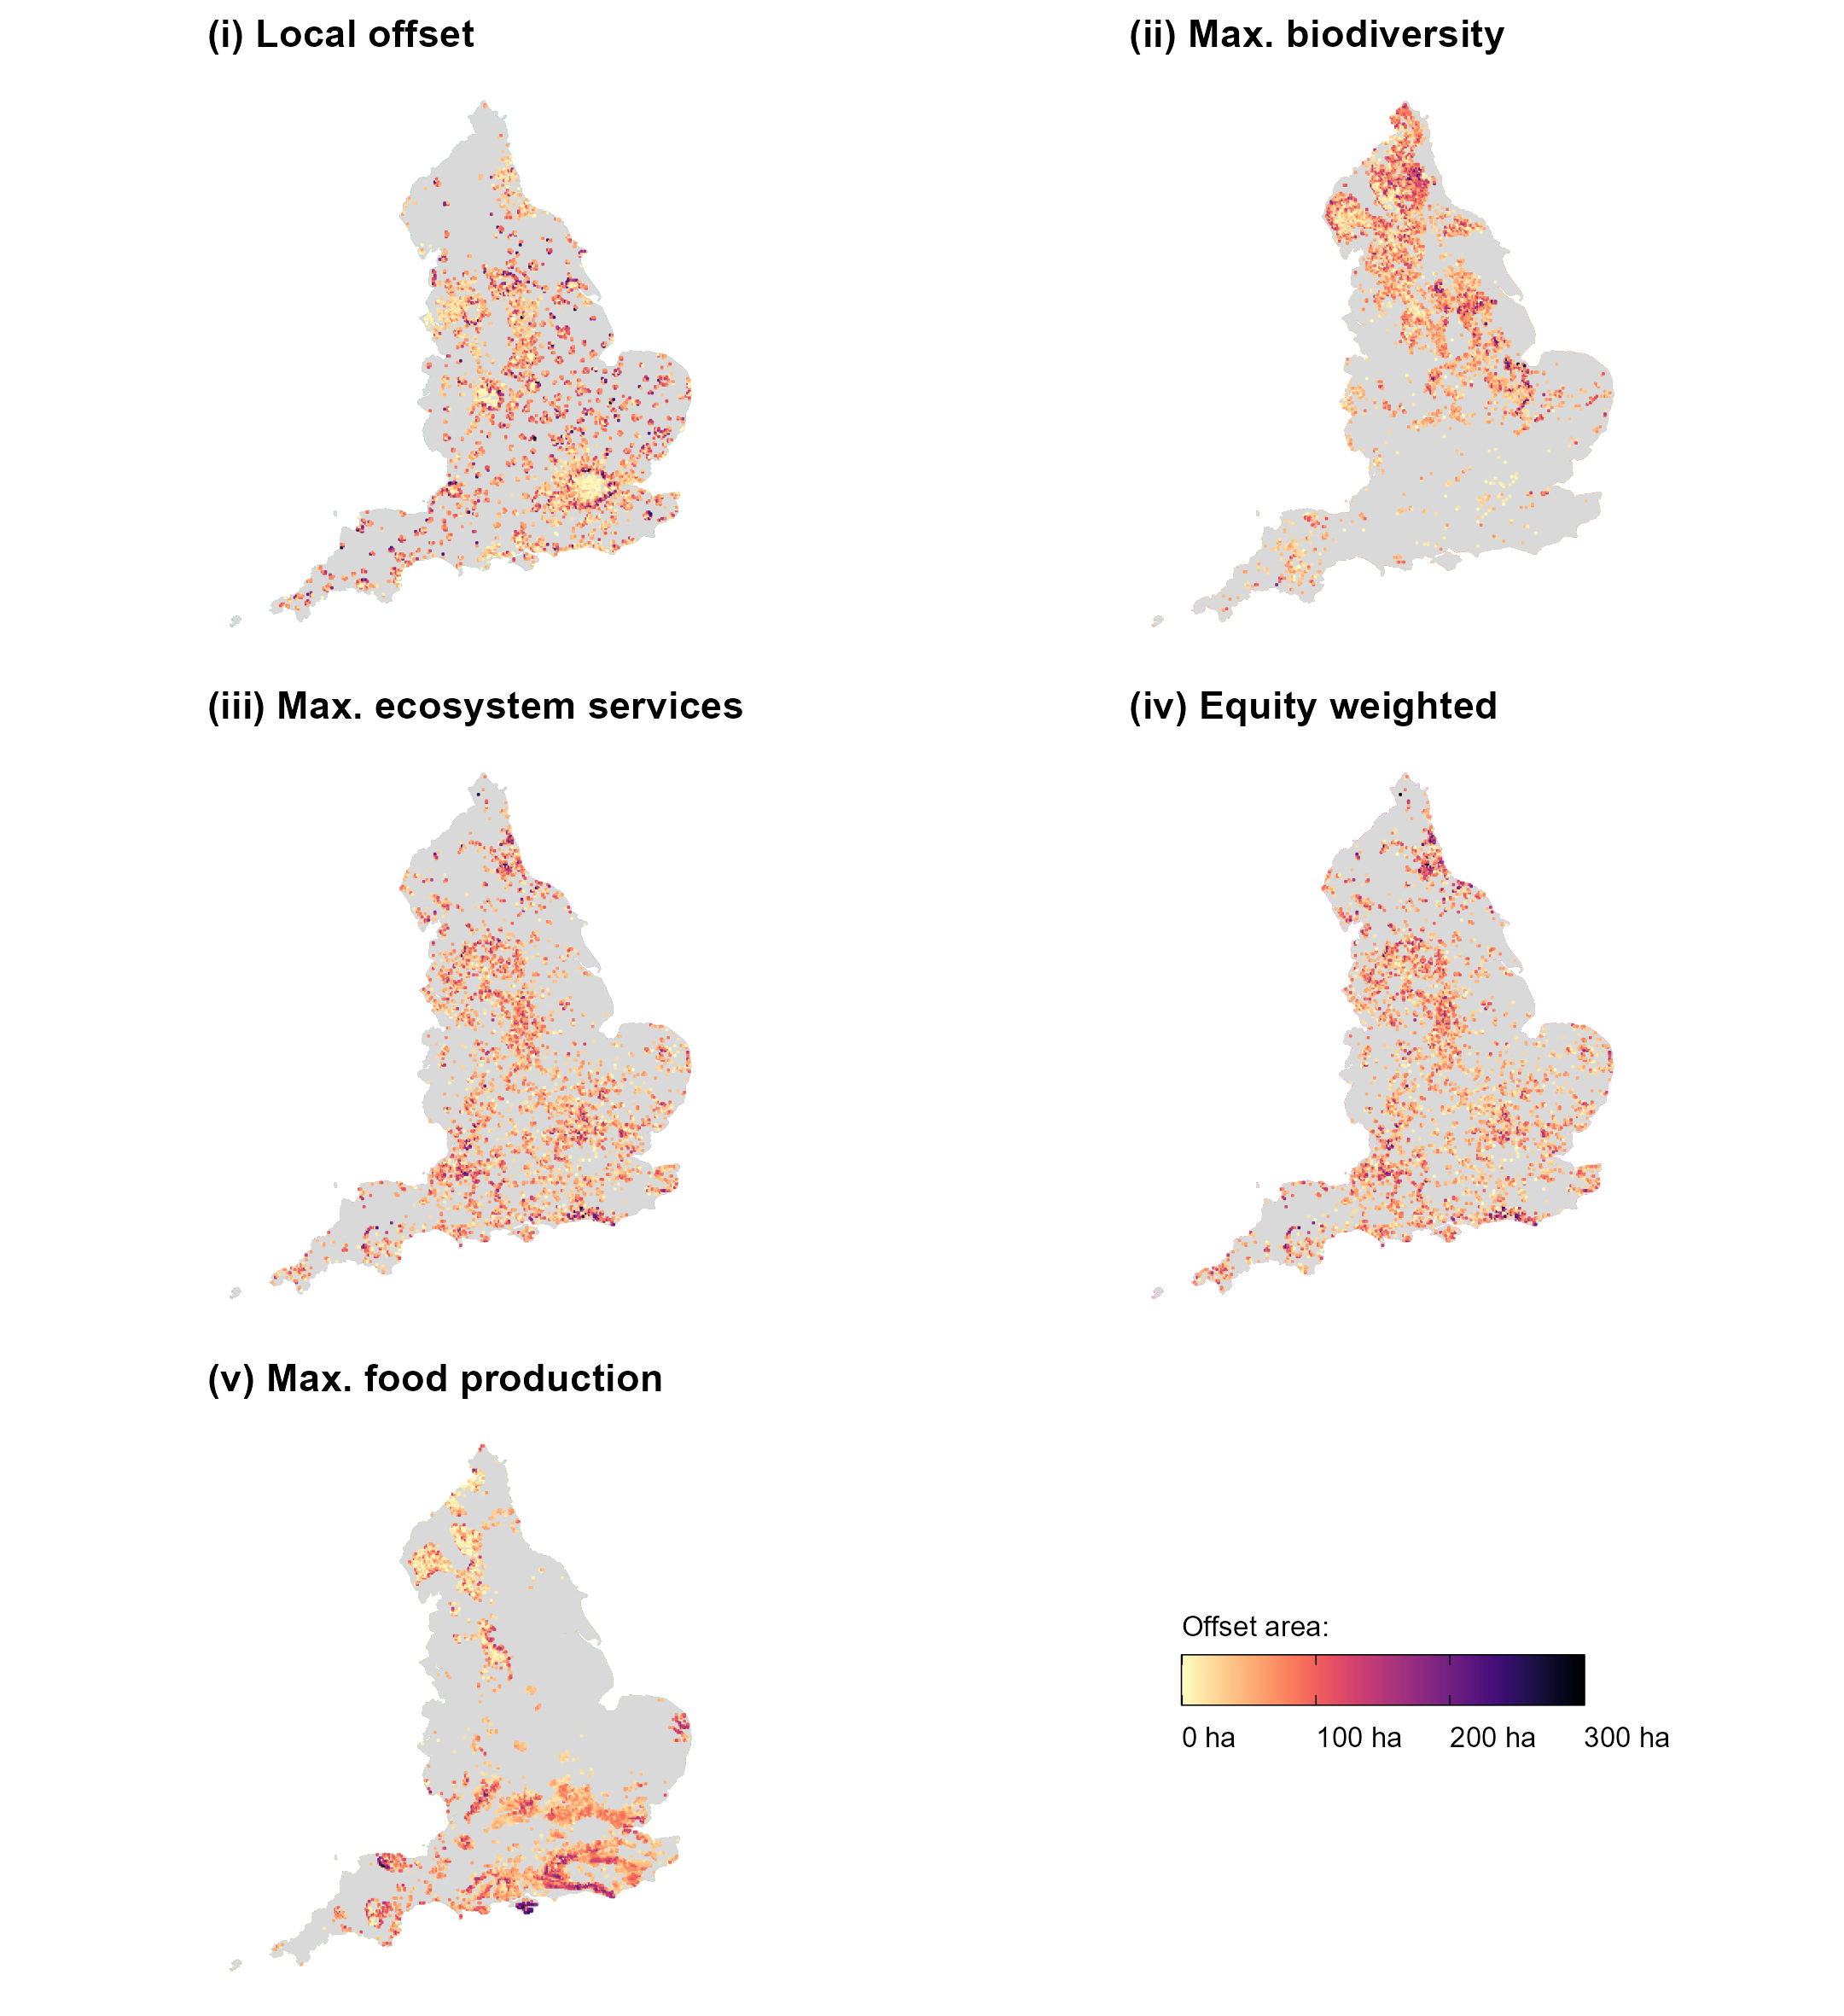 (i) Local offset
(ii) Max. biodiversity
(iii) Max. ecosystem services
(iv) Equity weighted
(v) Max. food production
Offset area:
0 ha 100 ha 200 ha 300 ha